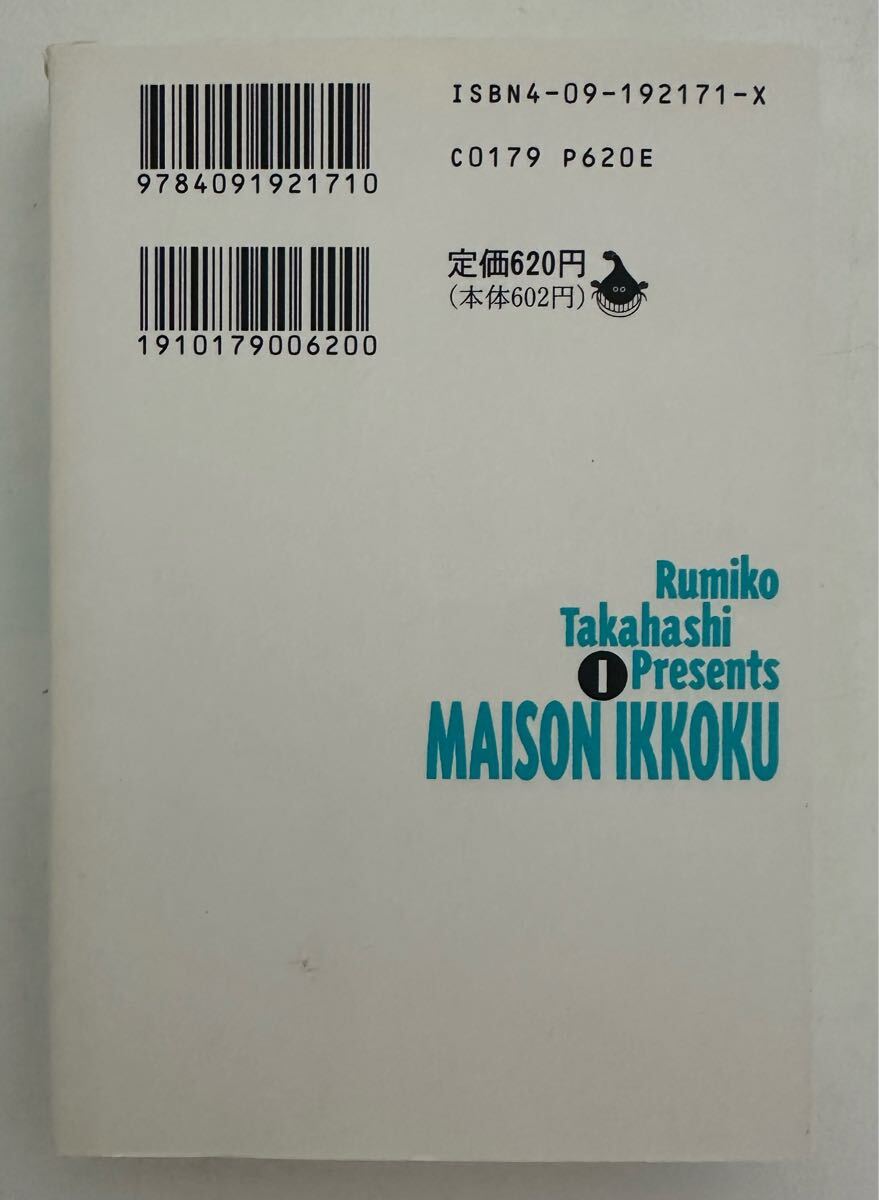 ISBN4-09-192171-X
9784091921710
C0179 P620E
定価620円
(本体602円)
1910179006200
Rumiko
Takahashi
1 Presents
MAISON IKKOKU